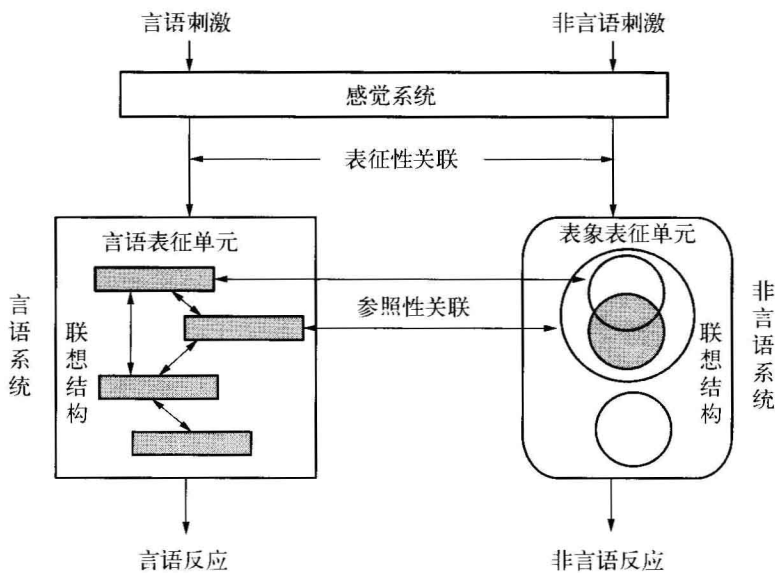 言语刺激
非言语刺激
感觉系统
表征性关联
言语表征单元
表象表征单元
参照性关联
言语系统
联想结构
联想结构
非言语系统
言语反应
非言语反应